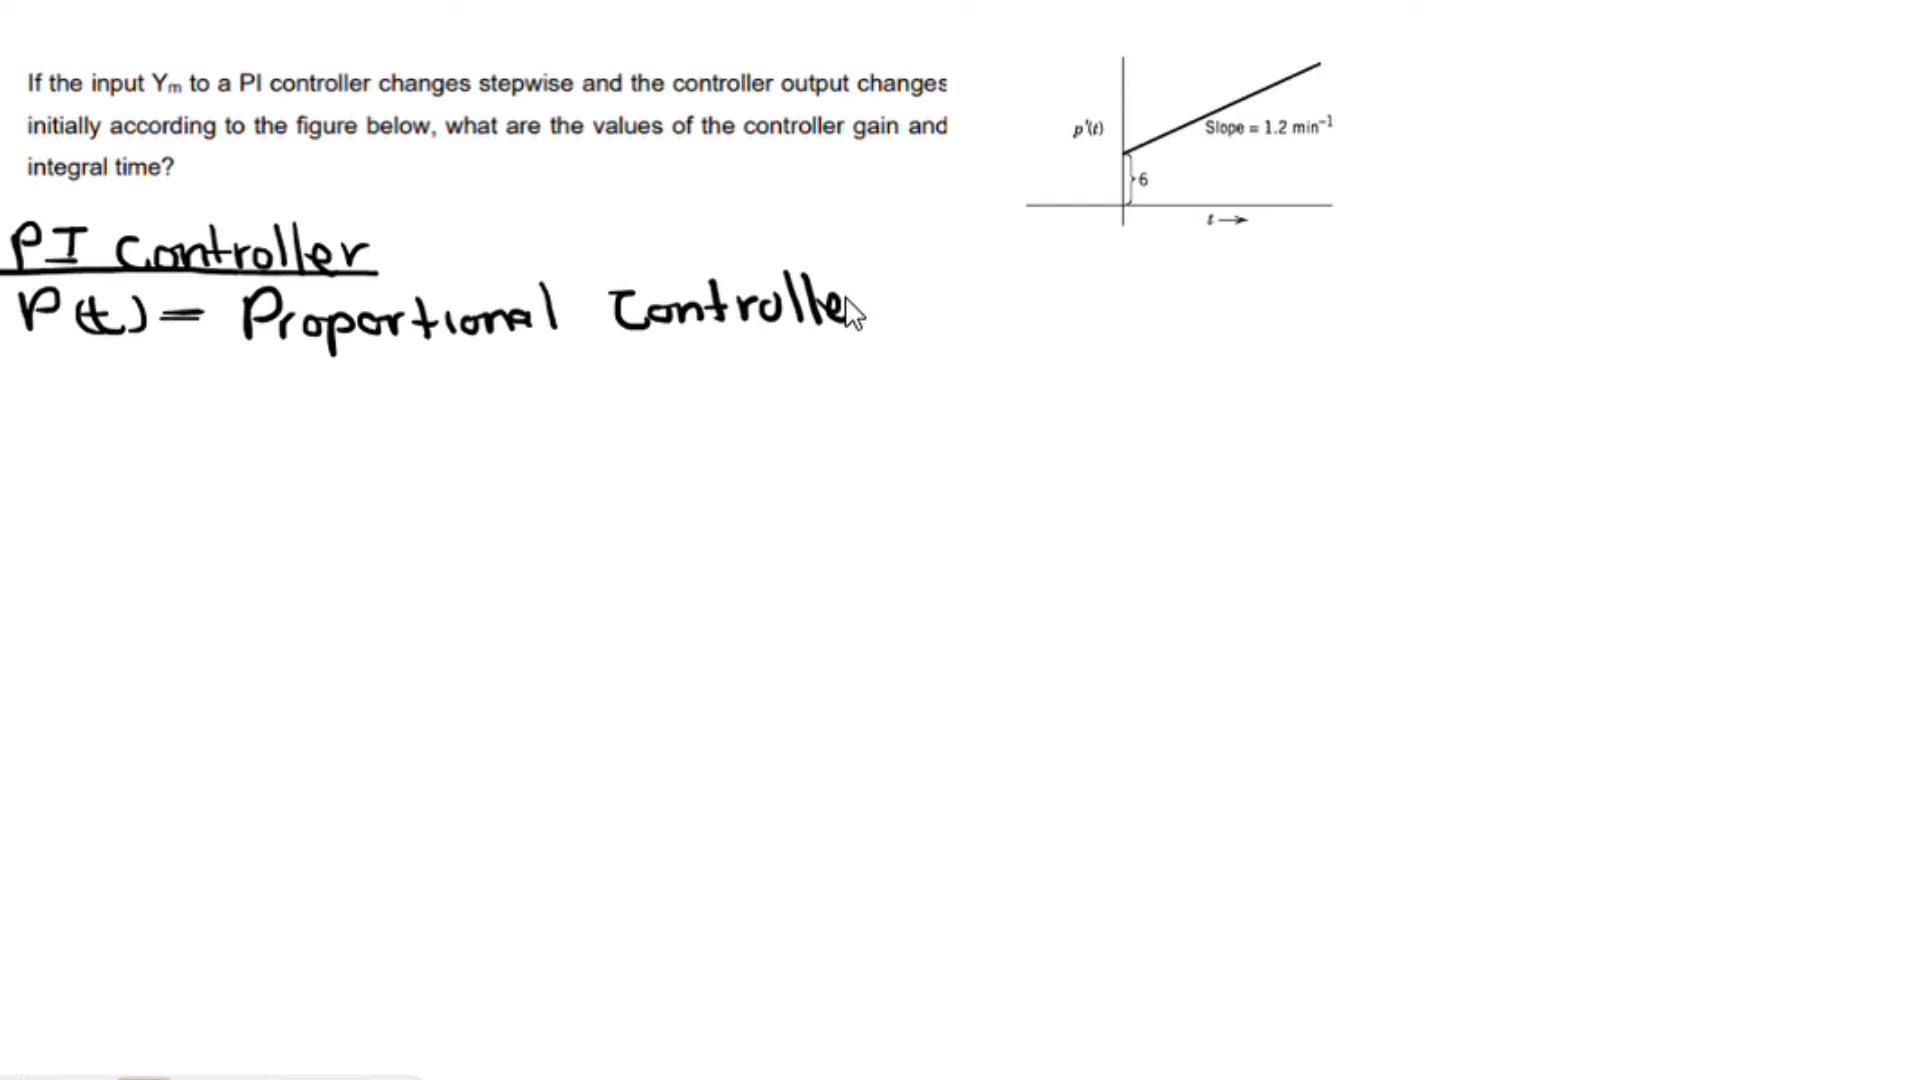 If the input Ym to a PI controller changes stepwise and the controller output changes
initially according to the figure below, what are the values of the controller gain and
integral time?
p'(t)
Slope = 1.2 min⁻¹
6
t
PI Controller
P(t) = Proportional Controlle